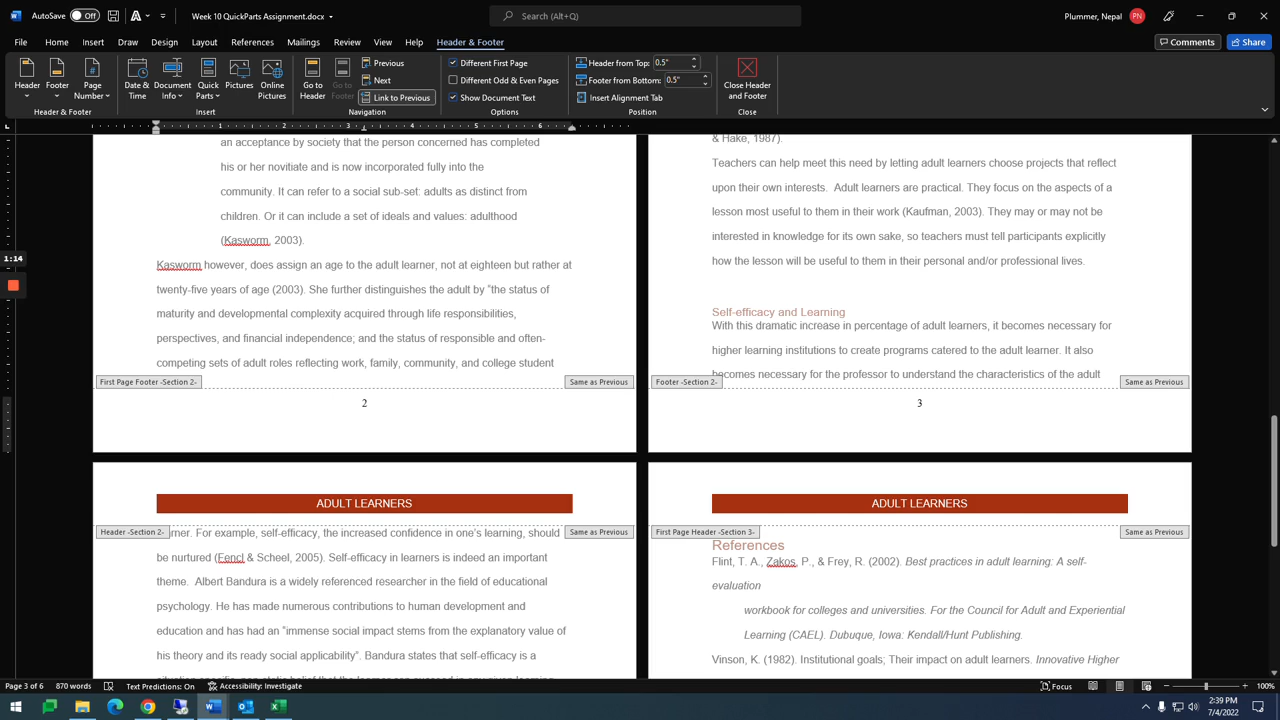 AutoSave Off
Week 10 QuickParts Assignment.docx
Search (Alt+Q)
Plummer, Nepal
PN
File Home Insert Draw Design Layout References Mailings Review View Help Header & Footer
Comments
Share
Header
Footer
Page Number
Header & Footer
Date & Time
Document Info
Quick Parts
Pictures
Online Pictures
Insert
Go to Header
Go to Footer
Previous
Next
Link to Previous
Navigation
Different First Page
Different Odd & Even Pages
Show Document Text
Options
Header from Top: 0.5"
Footer from Bottom: 0.5"
Insert Alignment Tab
Position
Close Header and Footer
Close
1 2 3 4 5 6
1:14
an acceptance by society that the person concerned has completed
his or her novitiate and is now incorporated fully into the
community. It can refer to a social sub-set: adults as distinct from
children. Or it can include a set of ideals and values: adulthood
(Kasworm, 2003).
Kasworm however, does assign an age to the adult learner, not at eighteen but rather at
twenty-five years of age (2003). She further distinguishes the adult by "the status of
maturity and developmental complexity acquired through life responsibilities,
perspectives, and financial independence; and the status of responsible and often-
competing sets of adult roles reflecting work, family, community, and college student
First Page Footer -Section 2-
Same as Previous
2
& Hake, 1987).
Teachers can help meet this need by letting adult learners choose projects that reflect
upon their own interests. Adult learners are practical. They focus on the aspects of a
lesson most useful to them in their work (Kaufman, 2003). They may or may not be
interested in knowledge for its own sake, so teachers must tell participants explicitly
how the lesson will be useful to them in their personal and/or professional lives.
Self-efficacy and Learning
With this dramatic increase in percentage of adult learners, it becomes necessary for
higher learning institutions to create programs catered to the adult learner. It also
becomes necessary for the professor to understand the characteristics of the adult
Footer -Section 2-
Same as Previous
3
ADULT LEARNERS
Header -Section 2-
Same as Previous
rner. For example, self-efficacy, the increased confidence in one's learning, should
be nurtured (Fencl & Scheel, 2005). Self-efficacy in learners is indeed an important
theme. Albert Bandura is a widely referenced researcher in the field of educational
psychology. He has made numerous contributions to human development and
education and has had an "immense social impact stems from the explanatory value of
his theory and its ready social applicability". Bandura states that self-efficacy is a
situation-specific, non-static belief that the learner can succeed in any given learning
ADULT LEARNERS
First Page Header -Section 3-
Same as Previous
References
Flint, T. A., Zakos, P., & Frey, R. (2002). Best practices in adult learning: A self-
evaluation
workbook for colleges and universities. For the Council for Adult and Experiential
Learning (CAEL). Dubuque, Iowa: Kendall/Hunt Publishing.
Vinson, K. (1982). Institutional goals; Their impact on adult learners. Innovative Higher
Page 3 of 6 870 words Text Predictions: On Accessibility: Investigate
Focus
100%
2:39 PM
7/4/2022